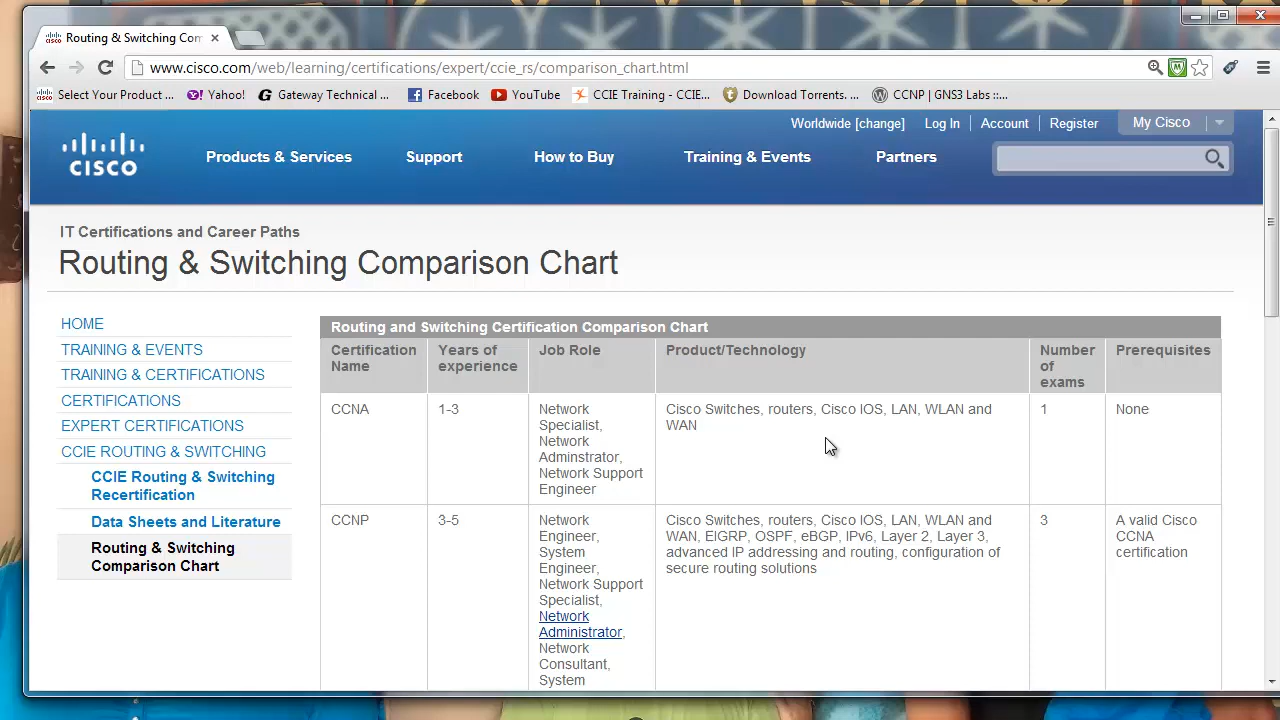 Routing & Switching Com
www.cisco.com/web/learning/certifications/expert/ccie_rs/comparison_chart.html
Select Your Product ...
Yahoo!
Gateway Technical ...
Facebook
YouTube
CCIE Training - CCIE...
Download Torrents. ...
CCNP | GNS3 Labs ::...
Worldwide [change]
Log In
Account
Register
My Cisco
CISCO
Products & Services
Support
How to Buy
Training & Events
Partners
IT Certifications and Career Paths
Routing & Switching Comparison Chart
HOME
TRAINING & EVENTS
TRAINING & CERTIFICATIONS
CERTIFICATIONS
EXPERT CERTIFICATIONS
CCIE ROUTING & SWITCHING
CCIE Routing & Switching
Recertification
Data Sheets and Literature
Routing & Switching
Comparison Chart
Routing and Switching Certification Comparison Chart
Certification
Name
Years of
experience
Job Role
Product/Technology
Number
of
exams
Prerequisites
CCNA
1-3
Network
Specialist,
Network
Adminstrator,
Network Support
Engineer
Cisco Switches, routers, Cisco IOS, LAN, WLAN and
WAN
1
None
CCNP
3-5
Network
Engineer,
System
Engineer,
Network Support
Specialist,
Network
Administrator,
Network
Consultant,
System
Cisco Switches, routers, Cisco IOS, LAN, WLAN and
WAN, EIGRP, OSPF, eBGP, IPv6, Layer 2, Layer 3,
advanced IP addressing and routing, configuration of
secure routing solutions
3
A valid Cisco
CCNA
certification